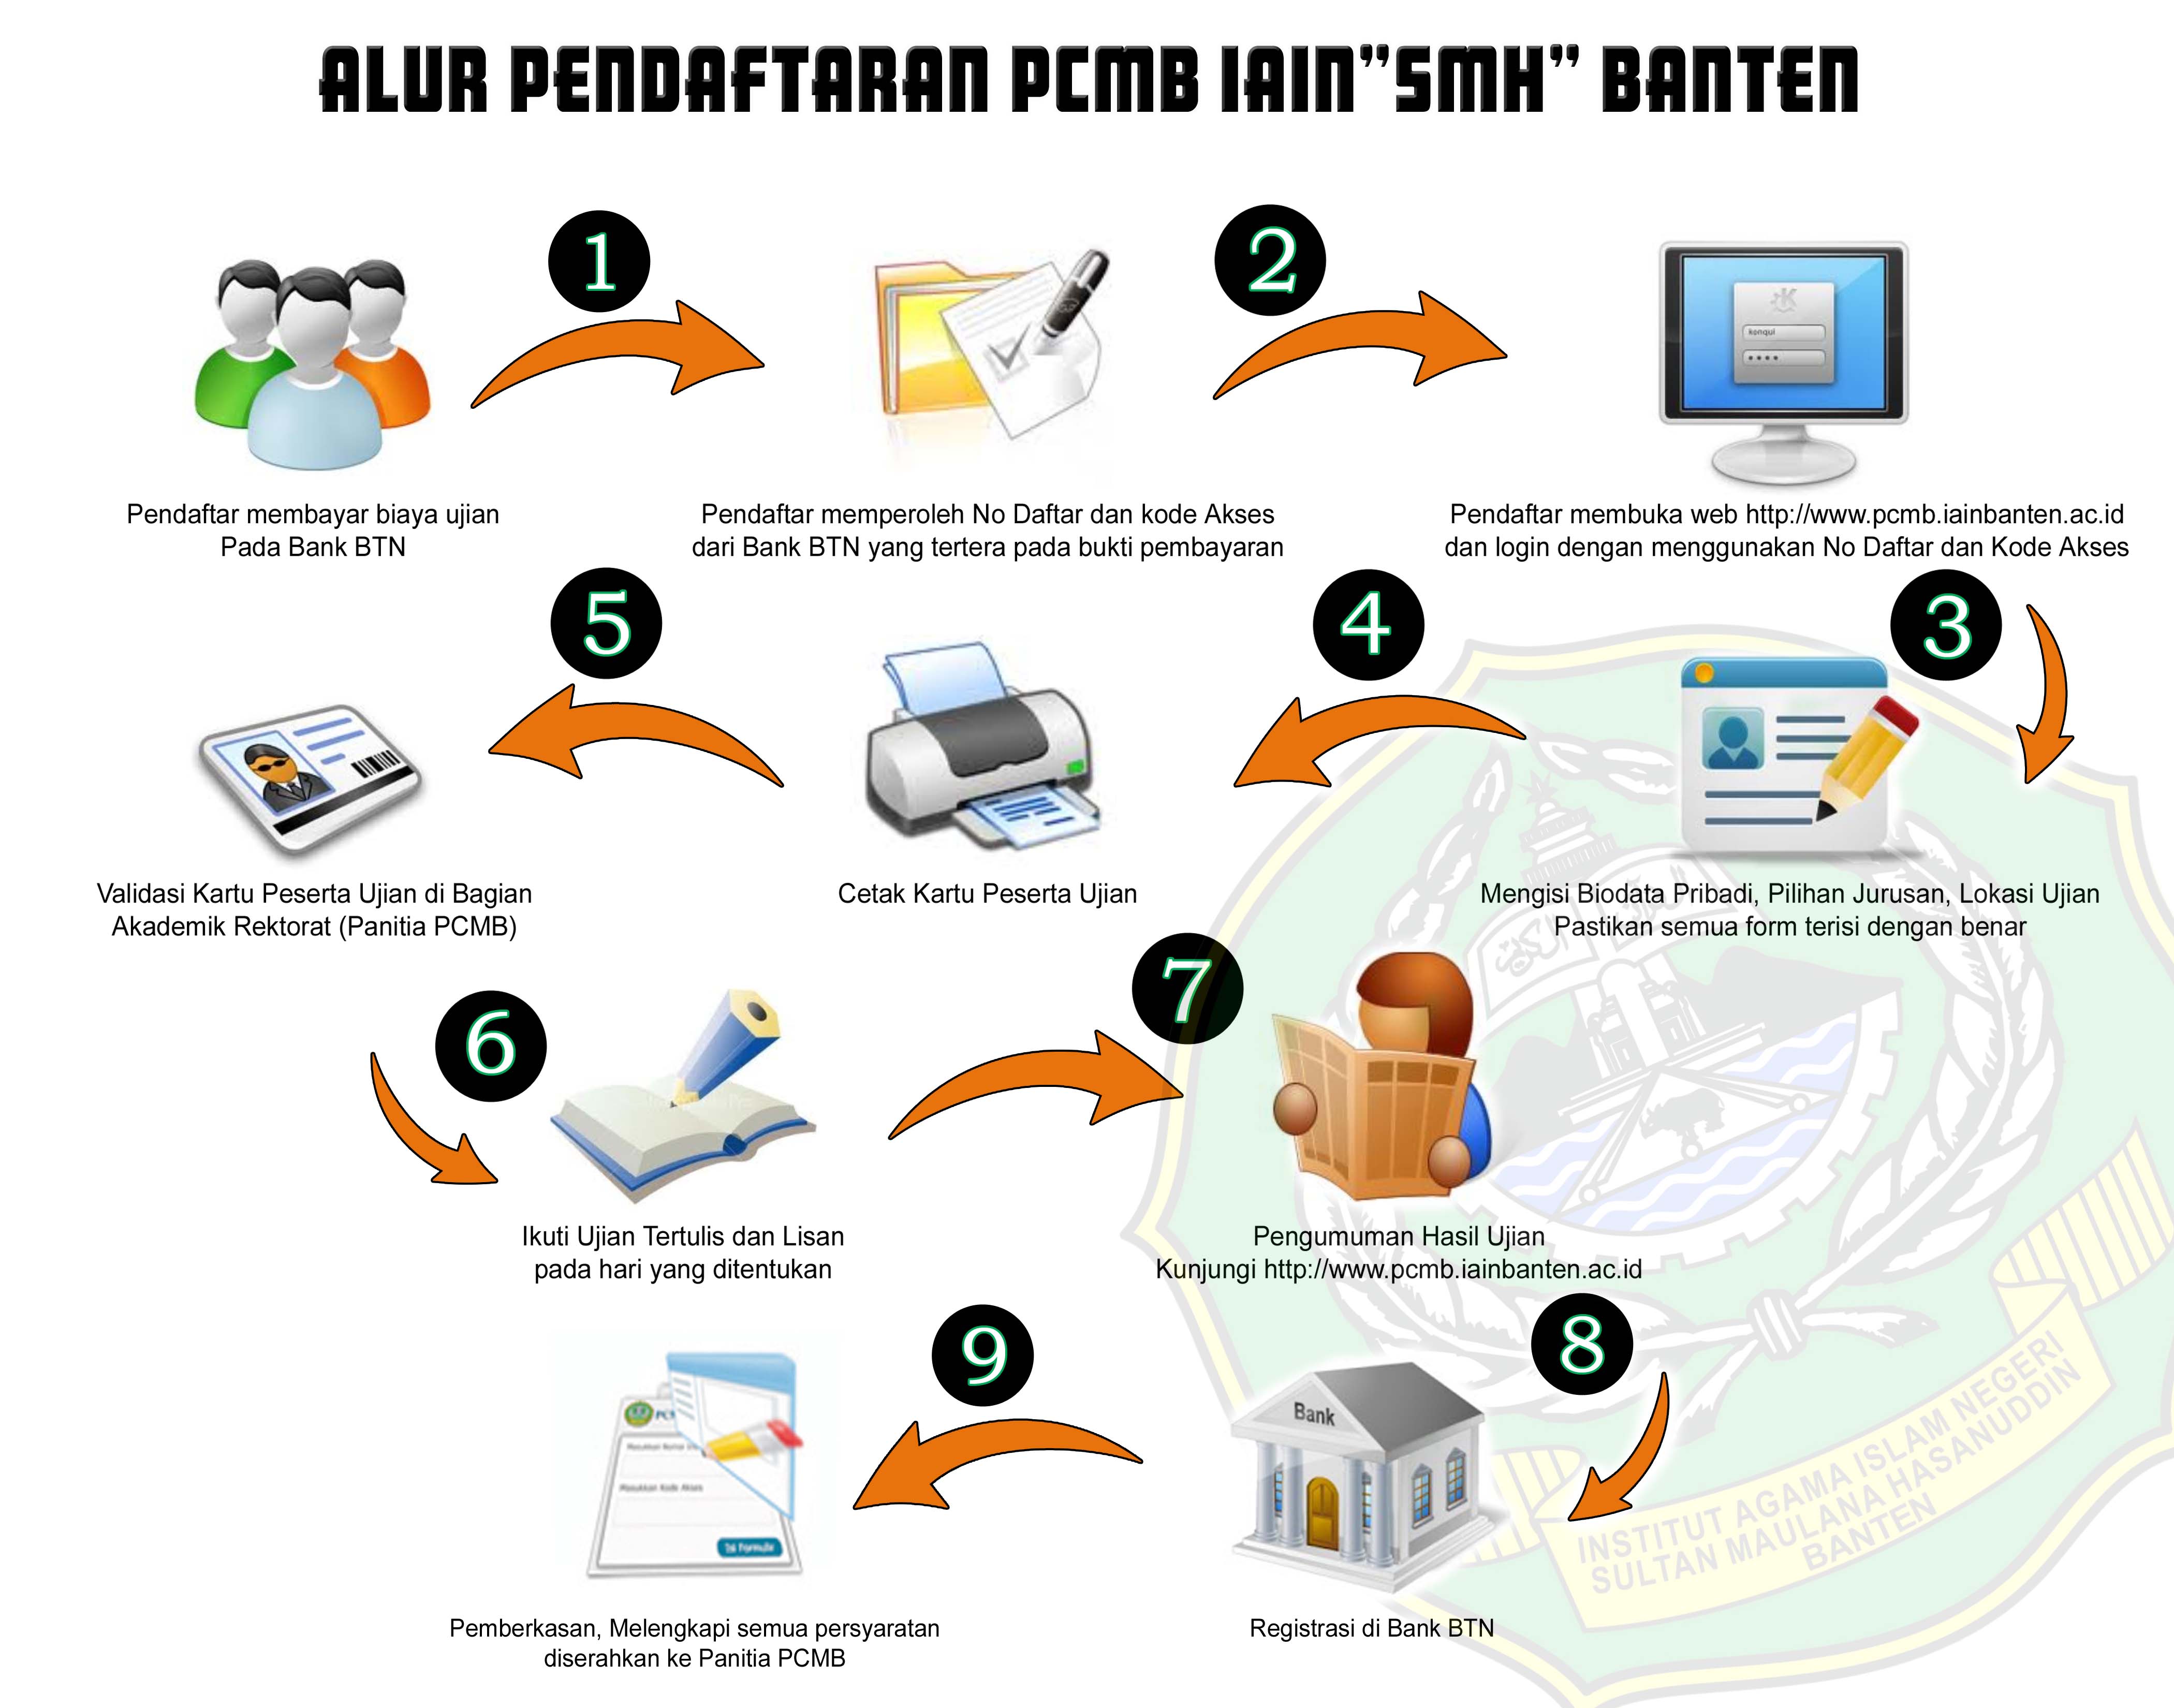 ALUR PENDAFTARAN PCMB IAIN"SMH" BANTEN
1
2
konqui
Pendaftar membayar biaya ujian
Pada Bank BTN
Pendaftar memperoleh No Daftar dan kode Akses
dari Bank BTN yang tertera pada bukti pembayaran
Pendaftar membuka web http://www.pcmb.iainbanten.ac.id
dan login dengan menggunakan No Daftar dan Kode Akses
5
4
3
Validasi Kartu Peserta Ujian di Bagian
Akademik Rektorat (Panitia PCMB)
Cetak Kartu Peserta Ujian
Mengisi Biodata Pribadi, Pilihan Jurusan, Lokasi Ujian
Pastikan semua form terisi dengan benar
6
7
Ikuti Ujian Tertulis dan Lisan
pada hari yang ditentukan
Pengumuman Hasil Ujian
Kunjungi http://www.pcmb.iainbanten.ac.id
9
8
Bank
Masukkan Kode Akses
Isi Formulir
INSTITUT AGAMA ISLAM NEGERI
SULTAN MAULANA HASANUDDIN
BANTEN
Pemberkasan, Melengkapi semua persyaratan
diserahkan ke Panitia PCMB
Registrasi di Bank BTN